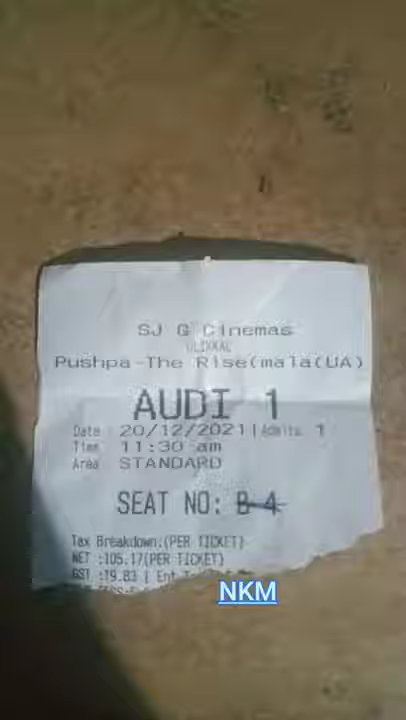 SJ G Cinemas
Pushpa-The Rise(mala(UA)
AUDI 1
Date : 20/12/2021|Admits 1
Time : 11:30 am
Area : STANDARD
SEAT NO: B-4
Tax Breakdown:(PER TICKET)
NET :105.17(PER TICKET)
GST :19.83 | Ent
NKM